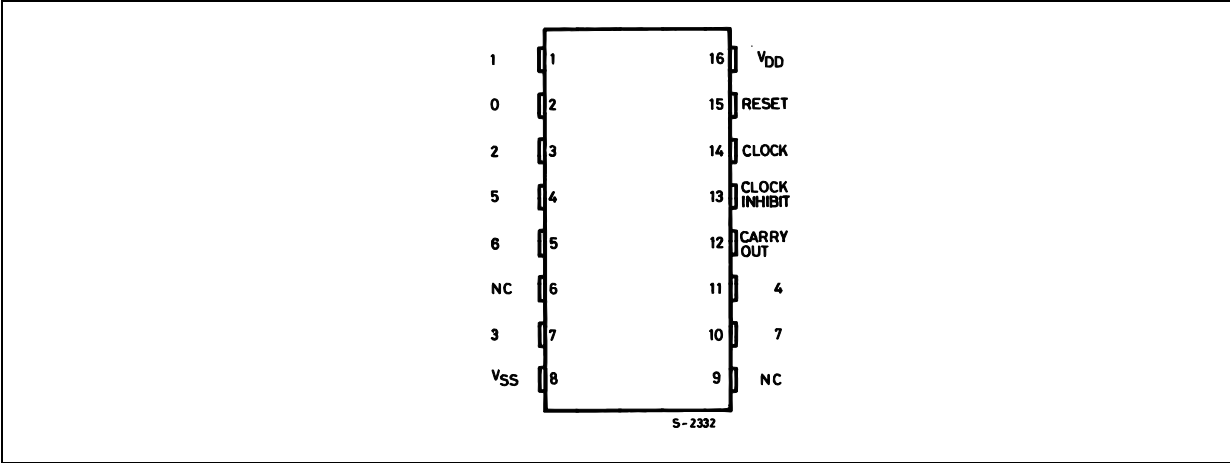 1 1 16 VDD
0 2 15 RESET
2 3 14 CLOCK
5 4 13 CLOCK INHIBIT
6 5 12 CARRY OUT
NC 6 11 4
3 7 10 7
VSS 8 9 NC
S-2332